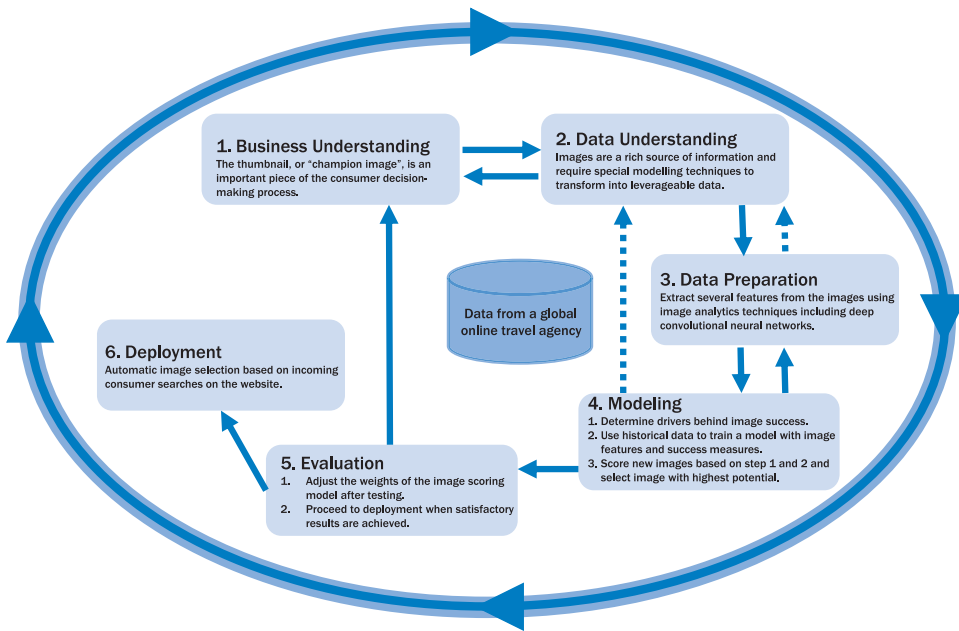 1. Business Understanding
The thumbnail, or “champion image”, is an
important piece of the consumer decision-
making process.
2. Data Understanding
Images are a rich source of information and
require special modelling techniques to
transform into leverageable data.
3. Data Preparation
Extract several features from the images using
image analytics techniques including deep
convolutional neural networks.
Data from a global
online travel agency
4. Modeling
1. Determine drivers behind image success.
2. Use historical data to train a model with image
features and success measures.
3. Score new images based on step 1 and 2 and
select image with highest potential.
5. Evaluation
1. Adjust the weights of the image scoring
model after testing.
2. Proceed to deployment when satisfactory
results are achieved.
6. Deployment
Automatic image selection based on incoming
consumer searches on the website.